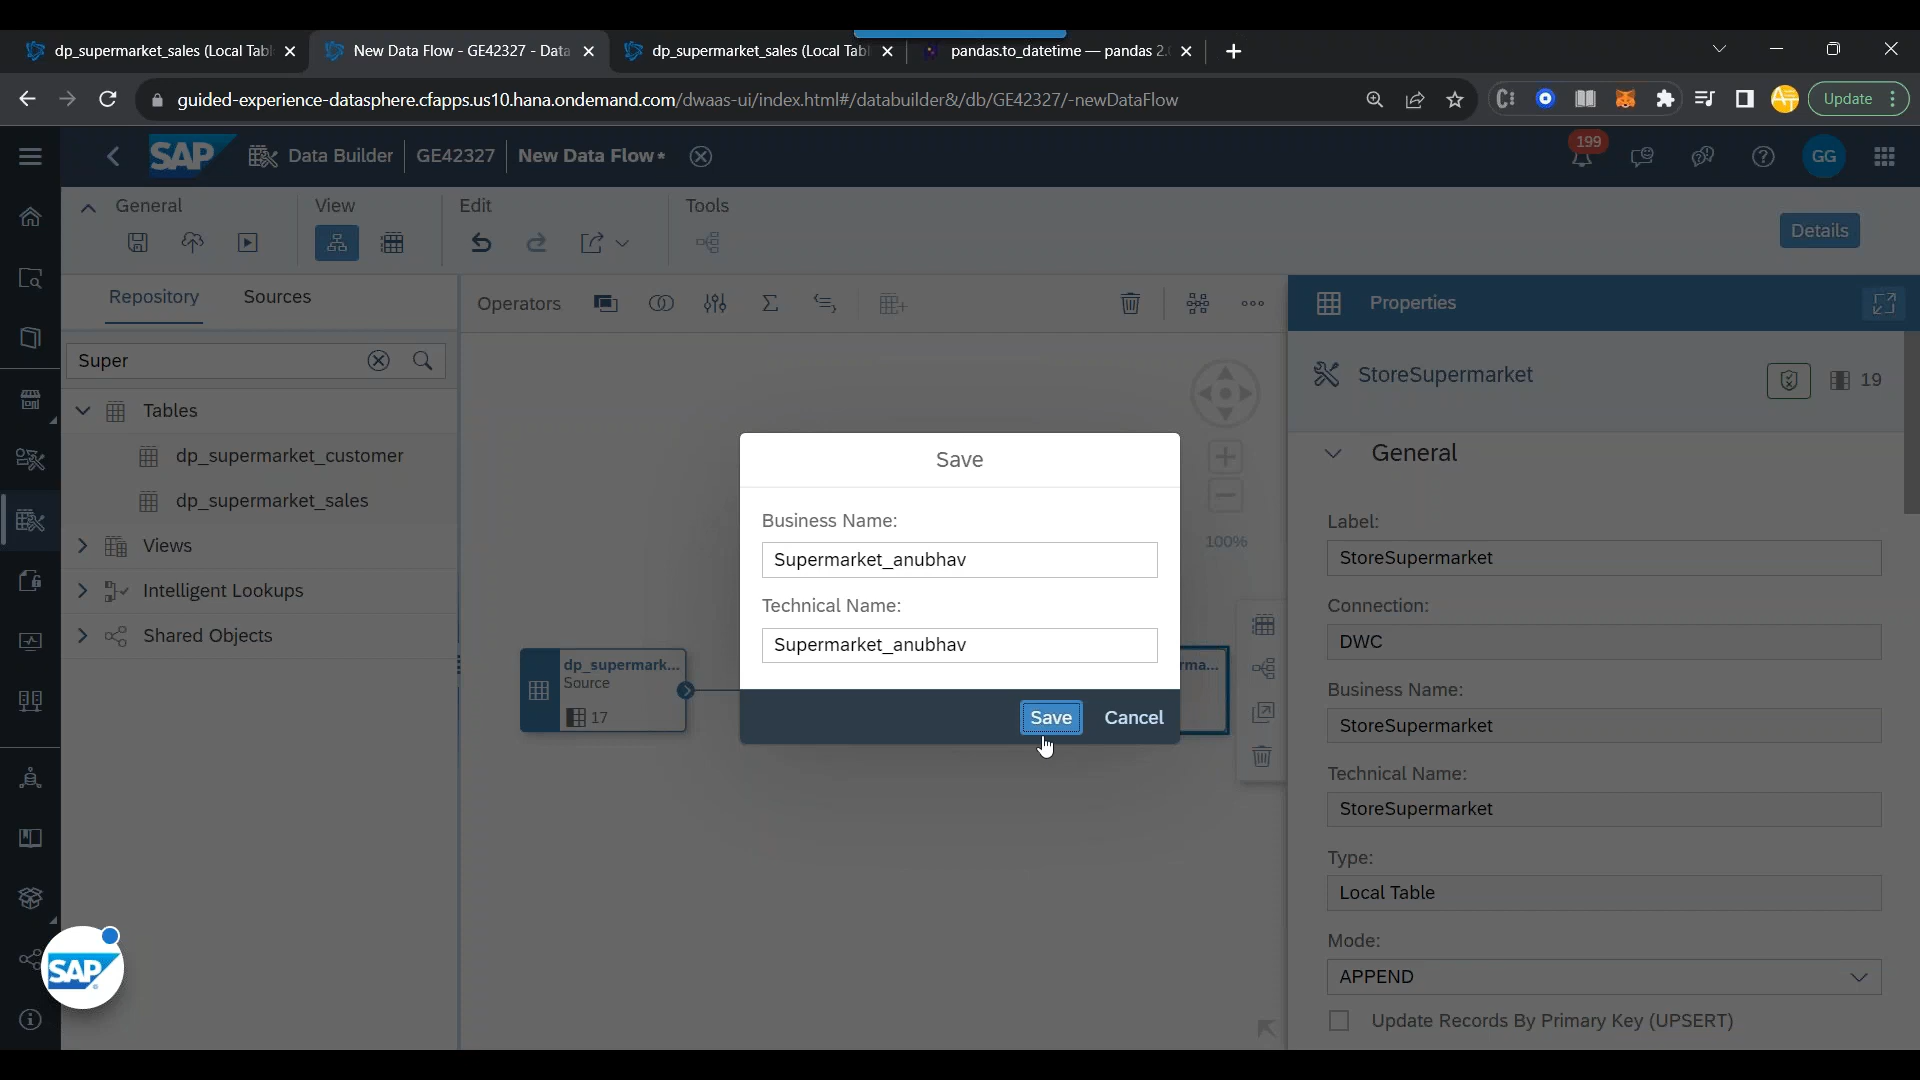 dp_supermarket_sales (Local Tabl
New Data Flow - GE42327 - Data
dp_supermarket_sales (Local Tabl
pandas.to_datetime — pandas 2.
guided-experience-datasphere.cfapps.us10.hana.ondemand.com/dwaas-ui/index.html#/databuilder&/db/GE42327/-newDataFlow
Update
SAP
Data Builder
GE42327
New Data Flow*
199
GG
General
View
Edit
Tools
Details
Repository
Sources
Super
Tables
dp_supermarket_customer
dp_supermarket_sales
Views
Intelligent Lookups
Shared Objects
SAP
Operators
100%
dp_supermark...
Source
17
Save
Business Name:
Supermarket_anubhav
Technical Name:
Supermarket_anubhav
Save
Cancel
rma...
Properties
StoreSupermarket
19
General
Label:
StoreSupermarket
Connection:
DWC
Business Name:
StoreSupermarket
Technical Name:
StoreSupermarket
Type:
Local Table
Mode:
APPEND
Update Records By Primary Key (UPSERT)